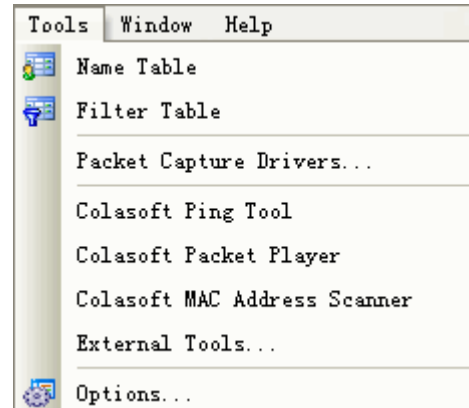 Tools Window Help
Name Table
Filter Table
Packet Capture Drivers...
Colasoft Ping Tool
Colasoft Packet Player
Colasoft MAC Address Scanner
External Tools...
Options...